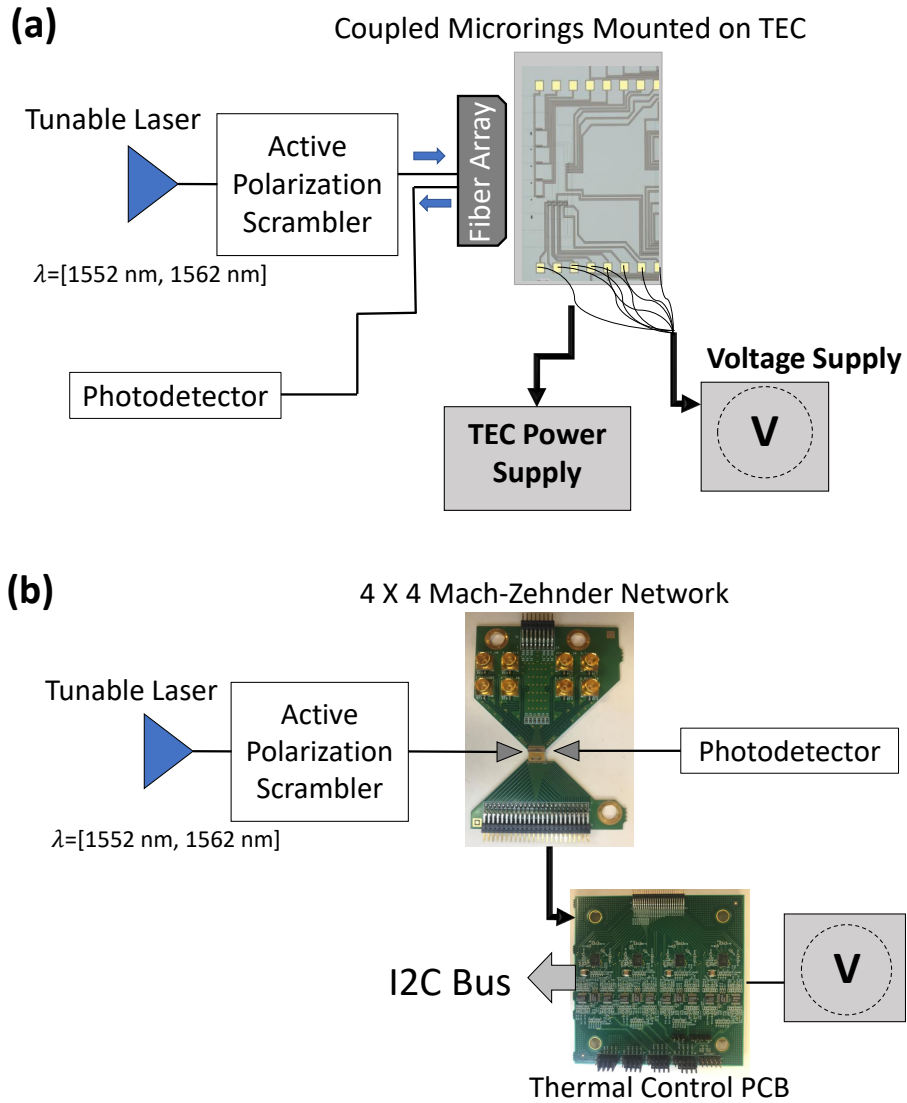 (a)
Coupled Microrings Mounted on TEC
Tunable Laser
Active
Polarization
Scrambler
Fiber Array
λ=[1552 nm, 1562 nm]
Photodetector
Voltage Supply
V
TEC Power
Supply
(b)
4 X 4 Mach-Zehnder Network
Tunable Laser
Active
Polarization
Scrambler
Photodetector
λ=[1552 nm, 1562 nm]
I2C Bus
V
Thermal Control PCB